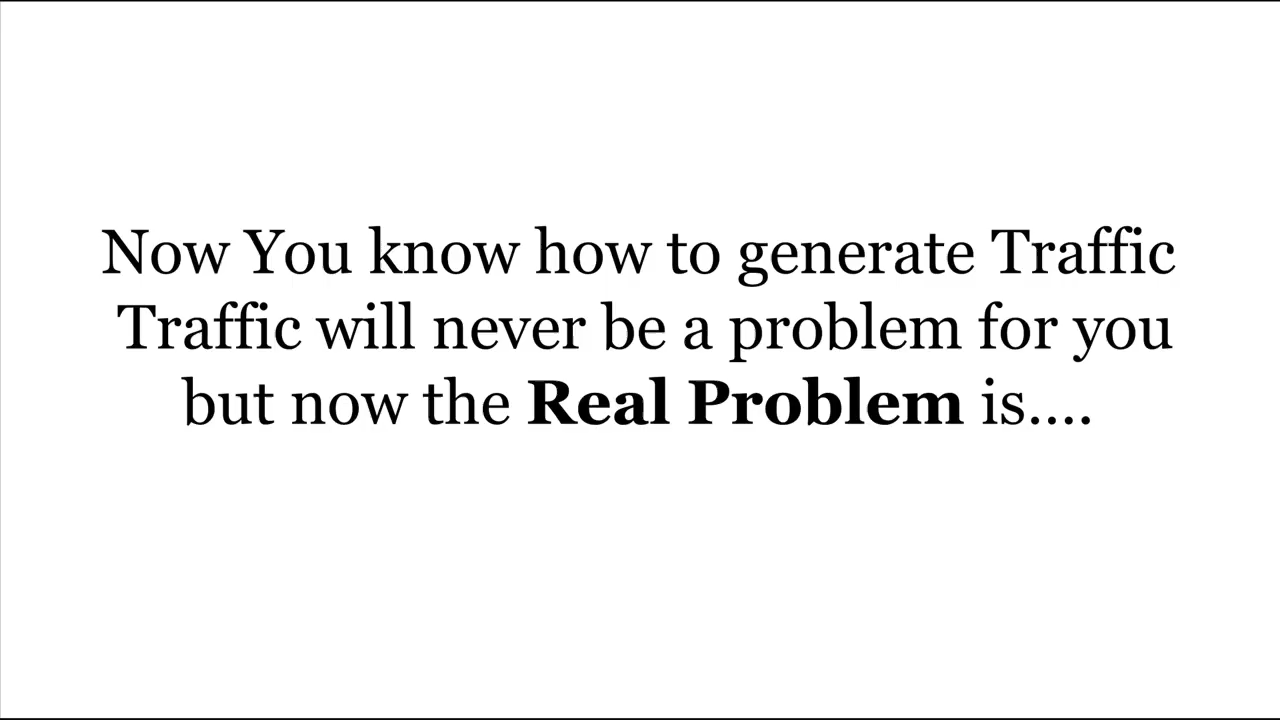 Now You know how to generate Traffic
Traffic will never be a problem for you
but now the Real Problem is....